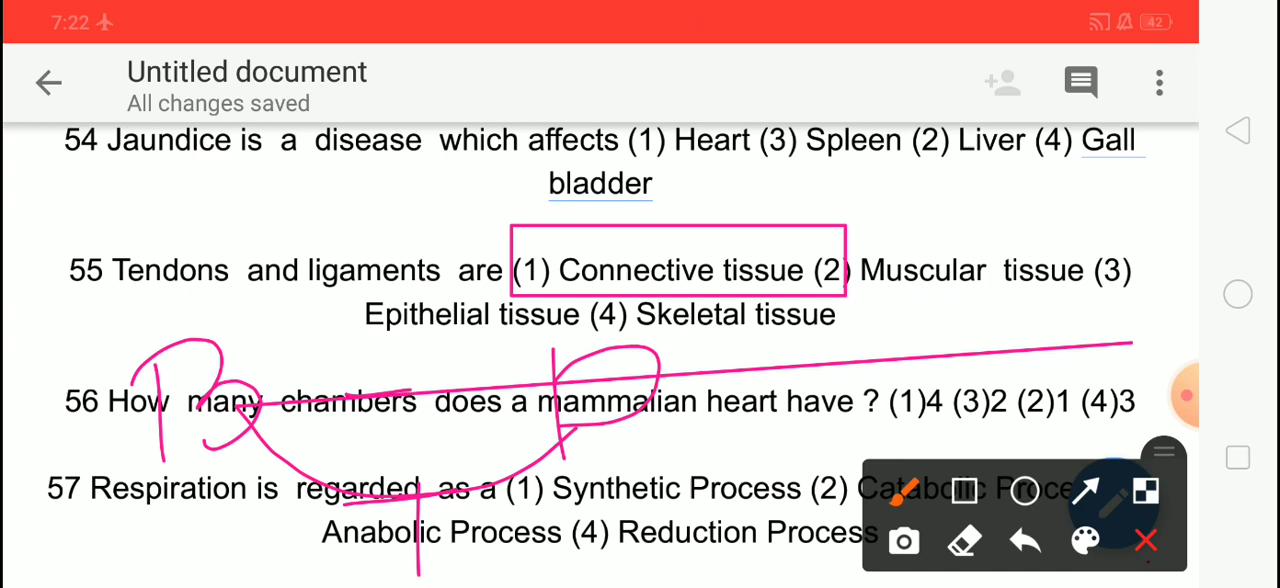 7:22
42
Untitled document
All changes saved
54 Jaundice is a disease which affects (1) Heart (3) Spleen (2) Liver (4) Gall
bladder
55 Tendons and ligaments are (1) Connective tissue (2) Muscular tissue (3)
Epithelial tissue (4) Skeletal tissue
56 How many chambers does a mammalian heart have ? (1)4 (3)2 (2)1 (4)3
57 Respiration is regarded as a (1) Synthetic Process (2) Catabolic Proce
Anabolic Process (4) Reduction Process
B P
T